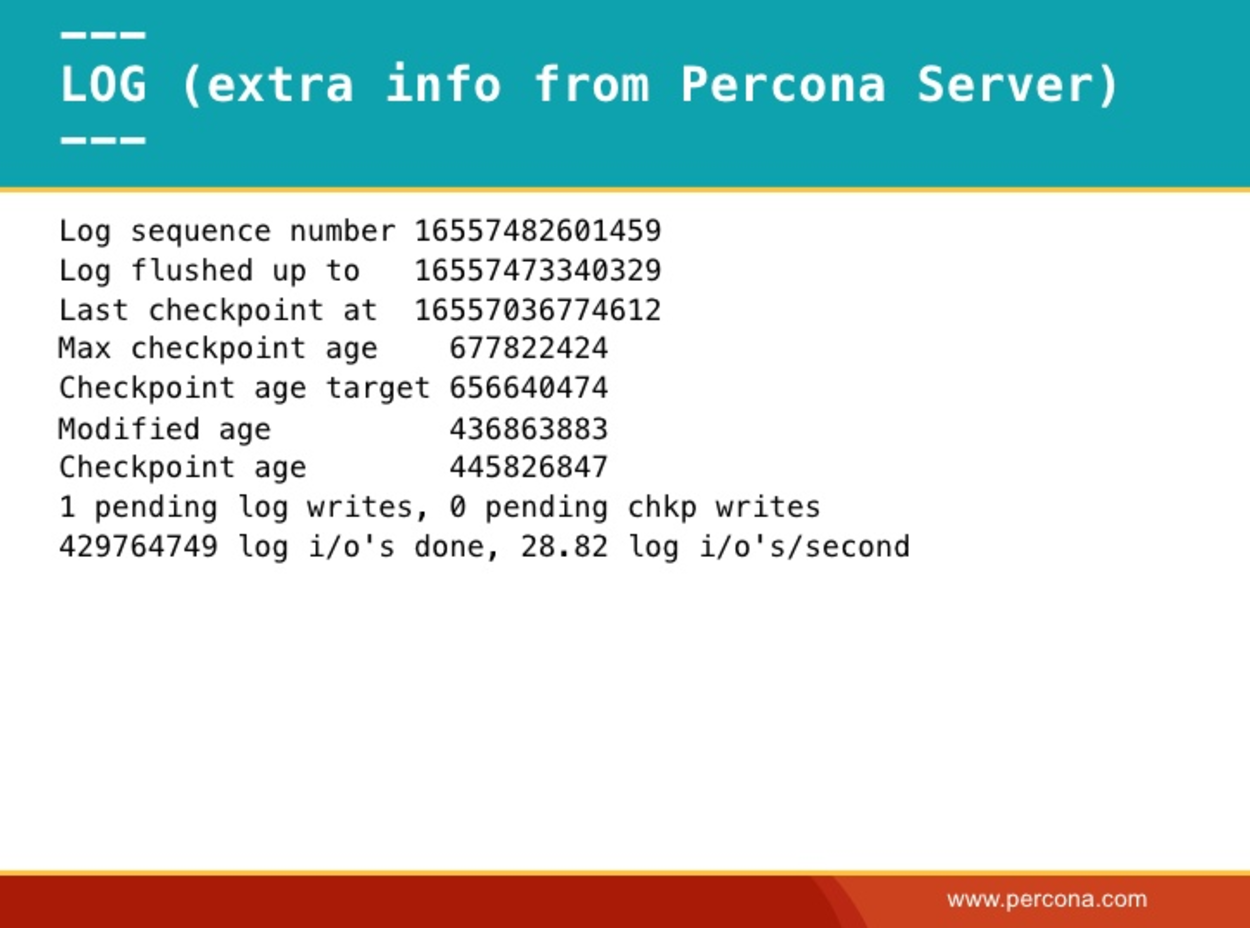 ---
LOG (extra info from Percona Server)
---
Log sequence number 16557482601459
Log flushed up to   16557473340329
Last checkpoint at  16557036774612
Max checkpoint age    677822424
Checkpoint age target 656640474
Modified age          436863883
Checkpoint age        445826847
1 pending log writes, 0 pending chkp writes
429764749 log i/o's done, 28.82 log i/o's/second
www.percona.com